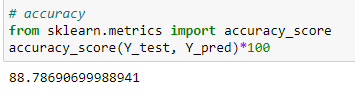 # accuracy
from sklearn.metrics import accuracy_score
accuracy_score(Y_test, Y_pred)*100
88.78690699988941